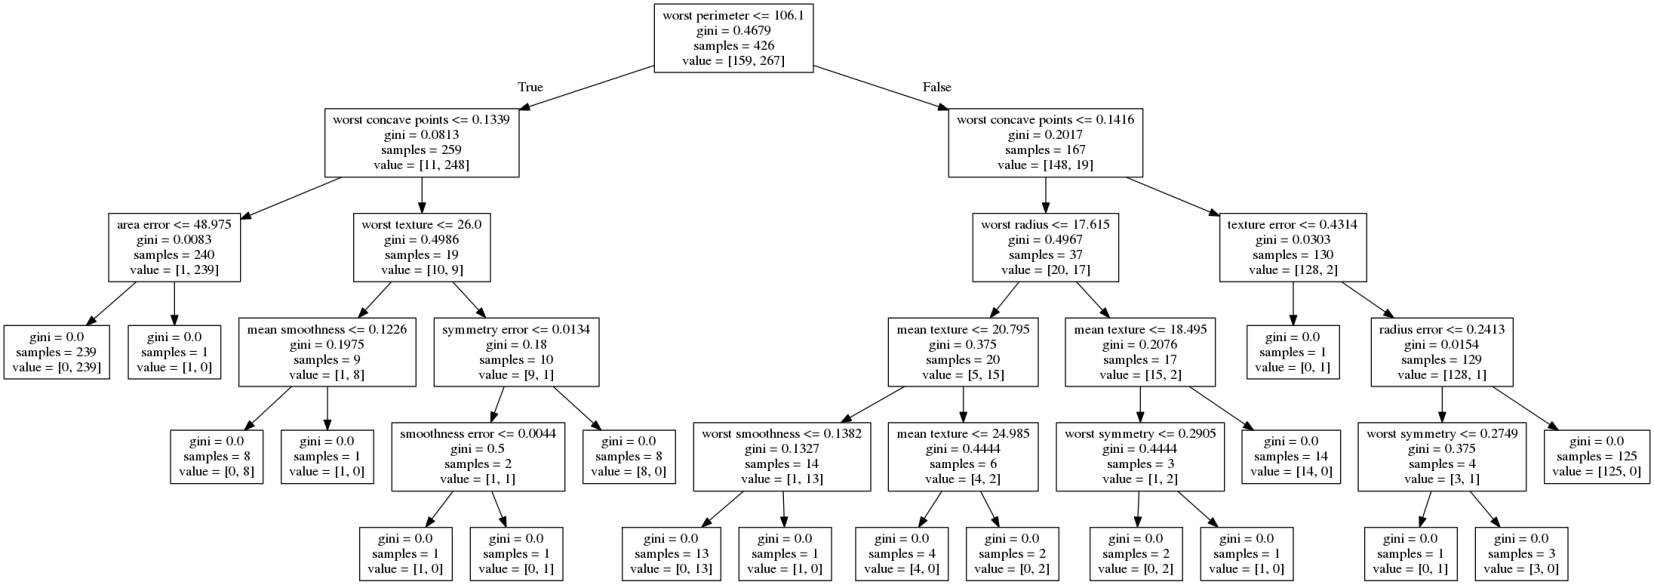 worst perimeter <= 106.1
gini = 0.4679
samples = 426
value = [159, 267]
True
False
worst concave points <= 0.1339
gini = 0.0813
samples = 259
value = [11, 248]
worst concave points <= 0.1416
gini = 0.2017
samples = 167
value = [148, 19]
area error <= 48.975
gini = 0.0083
samples = 240
value = [1, 239]
worst texture <= 26.0
gini = 0.4986
samples = 19
value = [10, 9]
worst radius <= 17.615
gini = 0.4967
samples = 37
value = [20, 17]
texture error <= 0.4314
gini = 0.0303
samples = 130
value = [128, 2]
gini = 0.0
samples = 239
value = [0, 239]
gini = 0.0
samples = 1
value = [1, 0]
mean smoothness <= 0.1226
gini = 0.1975
samples = 9
value = [1, 8]
symmetry error <= 0.0134
gini = 0.18
samples = 10
value = [9, 1]
mean texture <= 20.795
gini = 0.375
samples = 20
value = [5, 15]
mean texture <= 18.495
gini = 0.2076
samples = 17
value = [15, 2]
gini = 0.0
samples = 1
value = [0, 1]
radius error <= 0.2413
gini = 0.0154
samples = 129
value = [128, 1]
gini = 0.0
samples = 8
value = [0, 8]
gini = 0.0
samples = 1
value = [1, 0]
smoothness error <= 0.0044
gini = 0.5
samples = 2
value = [1, 1]
gini = 0.0
samples = 8
value = [8, 0]
worst smoothness <= 0.1382
gini = 0.1327
samples = 14
value = [1, 13]
mean texture <= 24.985
gini = 0.4444
samples = 6
value = [4, 2]
worst symmetry <= 0.2905
gini = 0.4444
samples = 3
value = [1, 2]
gini = 0.0
samples = 14
value = [14, 0]
worst symmetry <= 0.2749
gini = 0.375
samples = 4
value = [3, 1]
gini = 0.0
samples = 125
value = [125, 0]
gini = 0.0
samples = 1
value = [1, 0]
gini = 0.0
samples = 1
value = [0, 1]
gini = 0.0
samples = 13
value = [0, 13]
gini = 0.0
samples = 1
value = [1, 0]
gini = 0.0
samples = 4
value = [4, 0]
gini = 0.0
samples = 2
value = [0, 2]
gini = 0.0
samples = 2
value = [0, 2]
gini = 0.0
samples = 1
value = [1, 0]
gini = 0.0
samples = 1
value = [0, 1]
gini = 0.0
samples = 3
value = [3, 0]